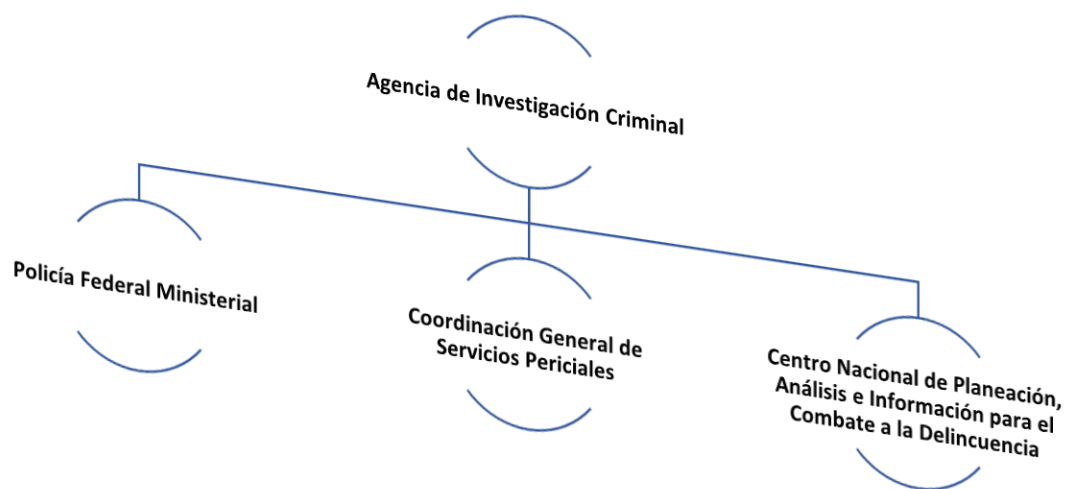 Agencia de Investigación Criminal
Policía Federal Ministerial
Coordinación General de
Servicios Periciales
Centro Nacional de Planeación,
Análisis e Información para el
Combate a la Delincuencia